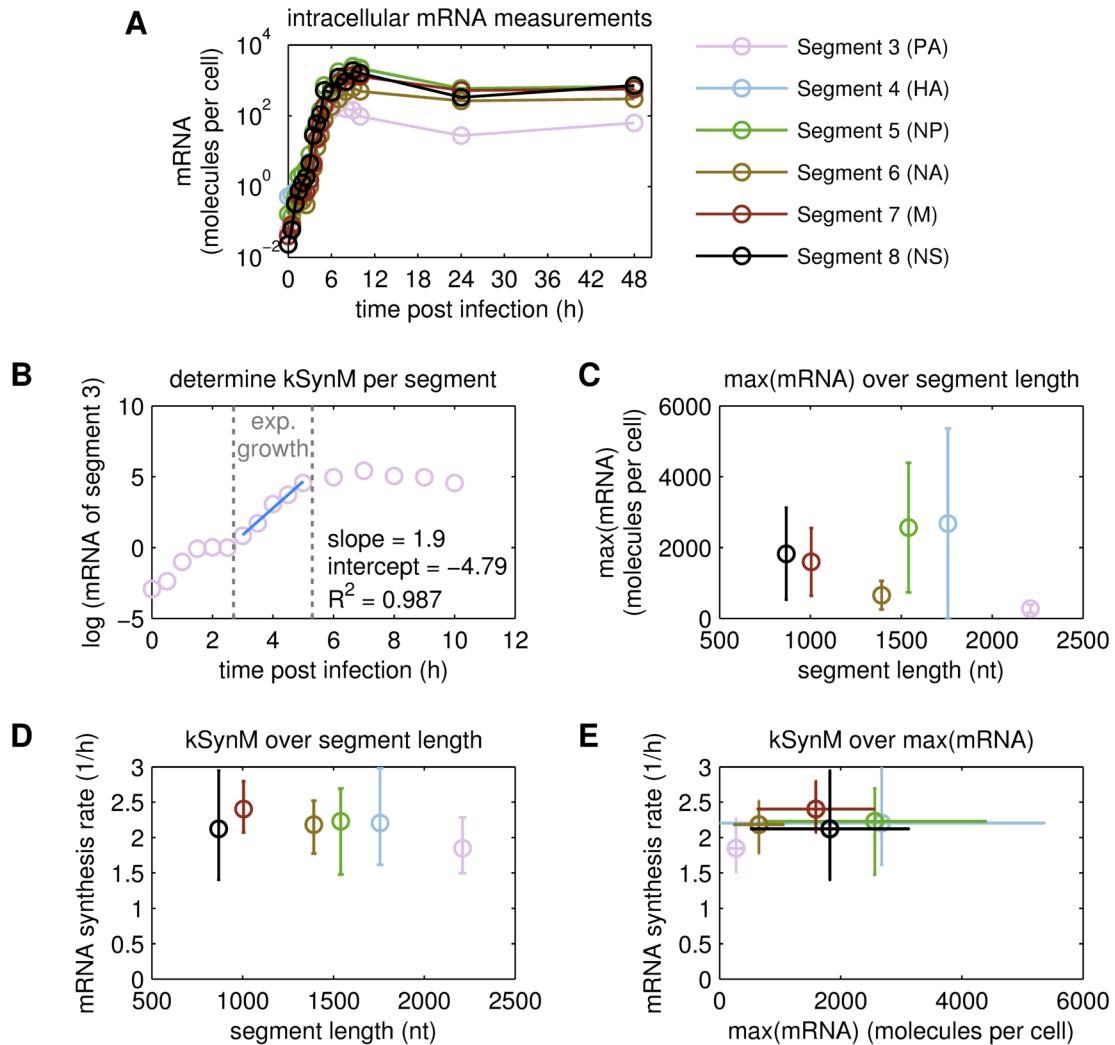 A
intracellular mRNA measurements
mRNA
(molecules per cell)
10^4
10^2
10^0
10^−2
0 6 12 18 24 30 36 42 48
time post infection (h)
Segment 3 (PA)
Segment 4 (HA)
Segment 5 (NP)
Segment 6 (NA)
Segment 7 (M)
Segment 8 (NS)
B
determine kSynM per segment
log (mRNA of segment 3)
10
5
0
−5
exp.
growth
slope = 1.9
intercept = −4.79
R^2 = 0.987
0 2 4 6 8 10 12
time post infection (h)
C
max(mRNA) over segment length
max(mRNA)
(molecules per cell)
6000
4000
2000
0
500 1000 1500 2000 2500
segment length (nt)
D
kSynM over segment length
mRNA synthesis rate (1/h)
3
2.5
2
1.5
1
0.5
0
500 1000 1500 2000 2500
segment length (nt)
E
kSynM over max(mRNA)
mRNA synthesis rate (1/h)
3
2.5
2
1.5
1
0.5
0
0 2000 4000 6000
max(mRNA) (molecules per cell)